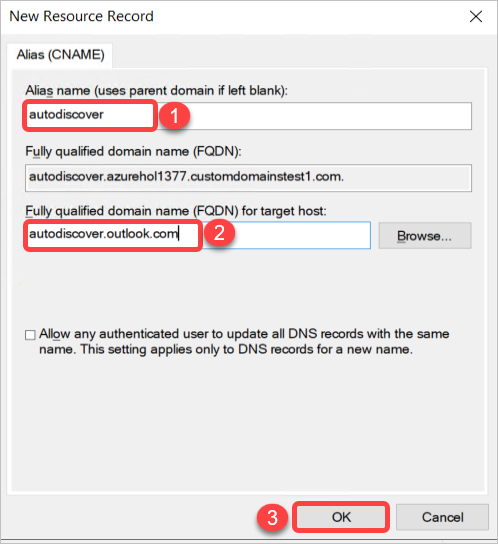 New Resource Record
Alias (CNAME)
Alias name (uses parent domain if left blank):
autodiscover
1
Fully qualified domain name (FQDN):
autodiscover.azurehol1377.customdomainstest1.com.
Fully qualified domain name (FQDN) for target host:
autodiscover.outlook.com
2
Browse...
Allow any authenticated user to update all DNS records with the same
name. This setting applies only to DNS records for a new name.
3
OK
Cancel